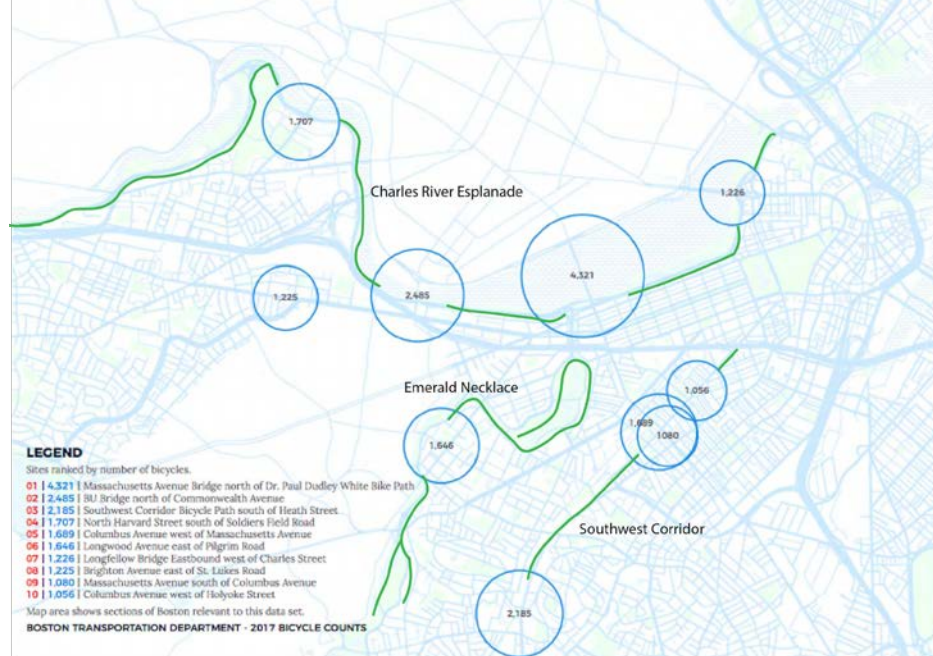 1,707
Charles River Esplanade
1,226
4,321
2,485
1,225
Emerald Necklace
1,056
1,689
1080
1,646
LEGEND
Sites ranked by number of bicycles.
01 | 4,321 | Massachusetts Avenue Bridge north of Dr. Paul Dudley White Bike Path
02 | 2,485 | BU Bridge north of Commonwealth Avenue
03 | 2,185 | Southwest Corridor Bicycle Path south of Heath Street
04 | 1,707 | North Harvard Street south of Soldiers Field Road
05 | 1,689 | Columbus Avenue west of Massachusetts Avenue
06 | 1,646 | Longwood Avenue east of Pilgrim Road
07 | 1,226 | Longfellow Bridge Eastbound west of Charles Street
08 | 1,225 | Brighton Avenue east of St. Lukes Road
09 | 1,080 | Massachusetts Avenue south of Columbus Avenue
10 | 1,056 | Columbus Avenue west of Holyoke Street
Map area shows sections of Boston relevant to this data set.
BOSTON TRANSPORTATION DEPARTMENT - 2017 BICYCLE COUNTS
Southwest Corridor
2,185